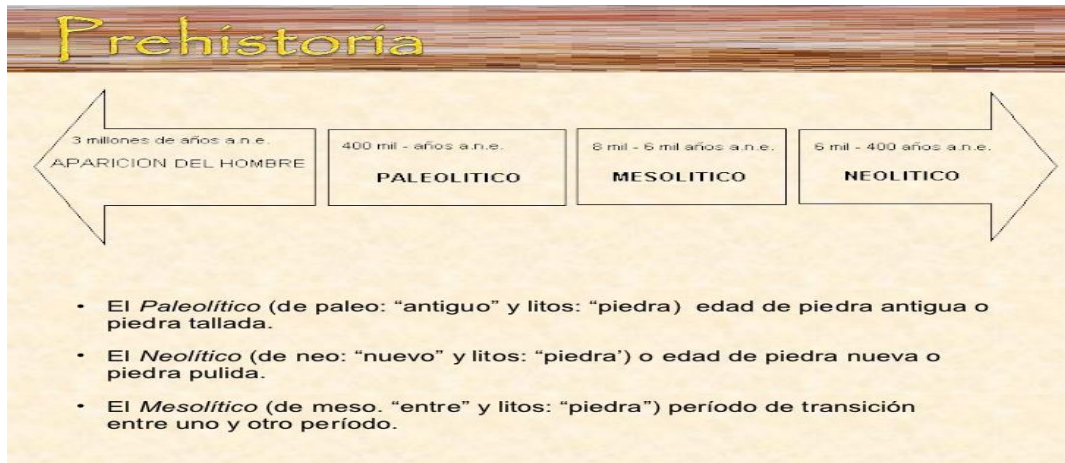 Prehistoria
3 millones de años a.n.e.
APARICION DEL HOMBRE
400 mil - años a.n.e.
PALEOLITICO
8 mil - 6 mil años a.n.e.
MESOLITICO
6 mil - 400 años a.n.e.
NEOLITICO
• El Paleolítico (de paleo: “antiguo” y litos: “piedra) edad de piedra antigua o
piedra tallada.
• El Neolítico (de neo: “nuevo” y litos: “piedra’) o edad de piedra nueva o
piedra pulida.
• El Mesolítico (de meso. “entre” y litos: “piedra”) período de transición
entre uno y otro período.